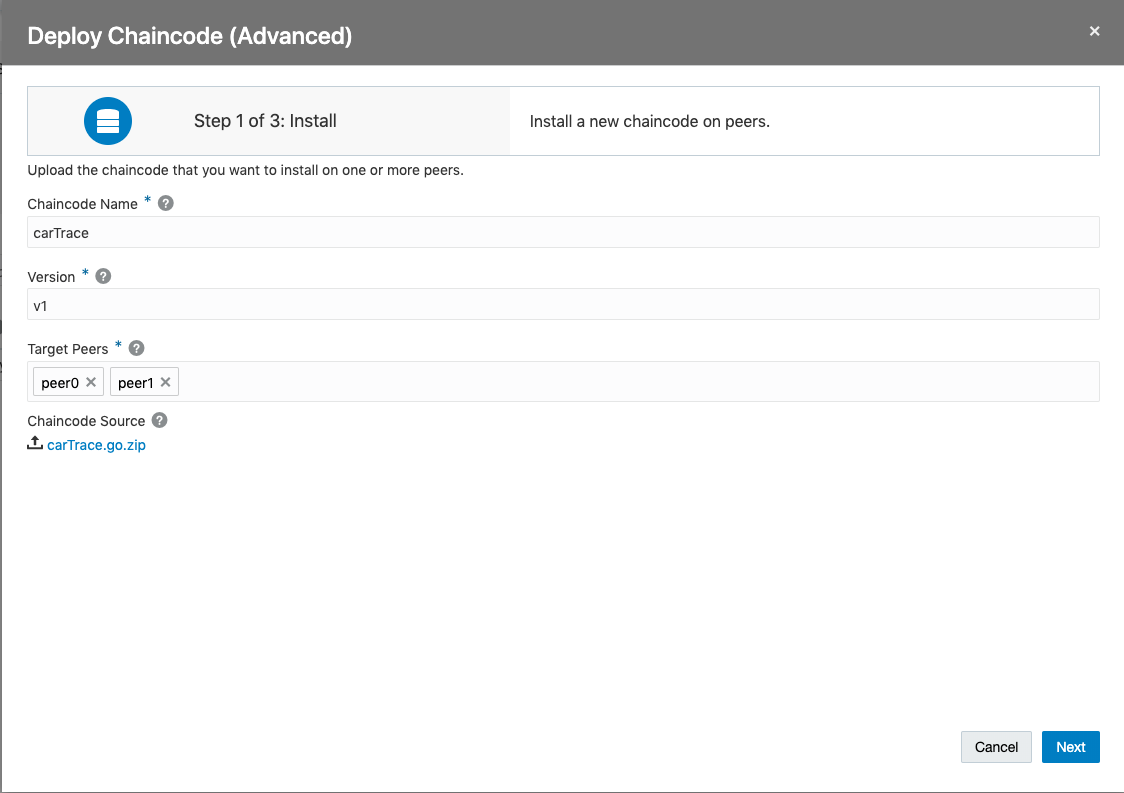 Deploy Chaincode (Advanced)
Step 1 of 3: Install
Install a new chaincode on peers.
Upload the chaincode that you want to install on one or more peers.
Chaincode Name * ?
carTrace
Version * ?
v1
Target Peers * ?
peer0 × peer1 ×
Chaincode Source ?
carTrace.go.zip
Cancel Next